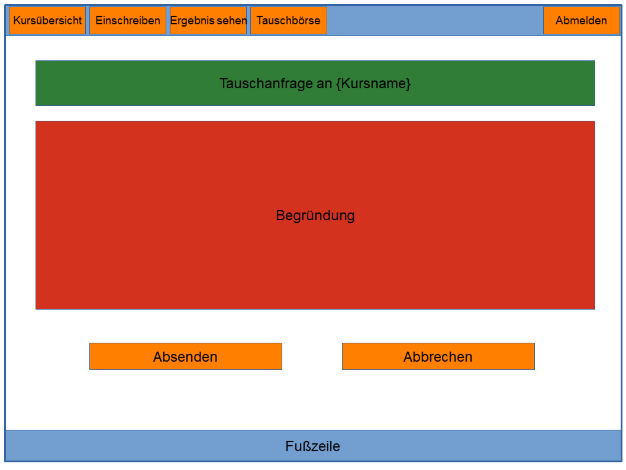 Kursübersicht Einschreiben Ergebnis sehen Tauschbörse Abmelden
Tauschanfrage an {Kursname}
Begründung
Absenden Abbrechen
Fußzeile